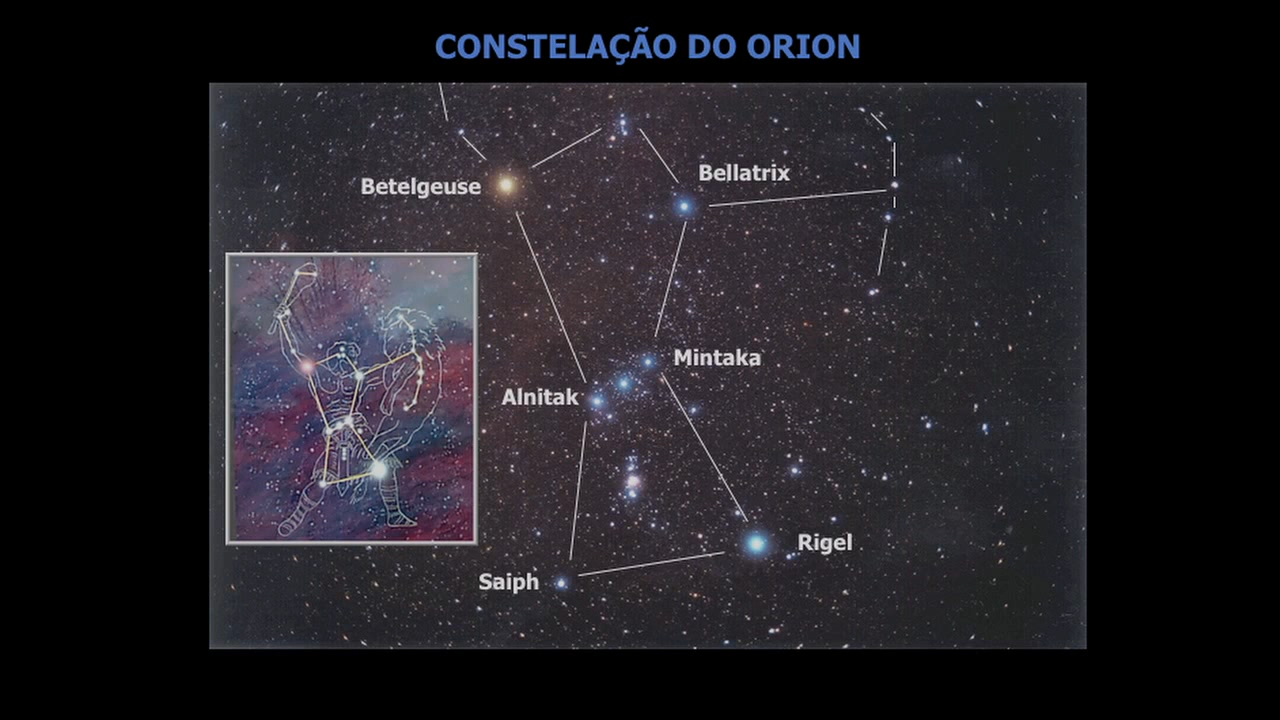 CONSTELAÇÃO DO ORION
Bellatrix
Betelgeuse
Mintaka
Alnitak
Rigel
Saiph